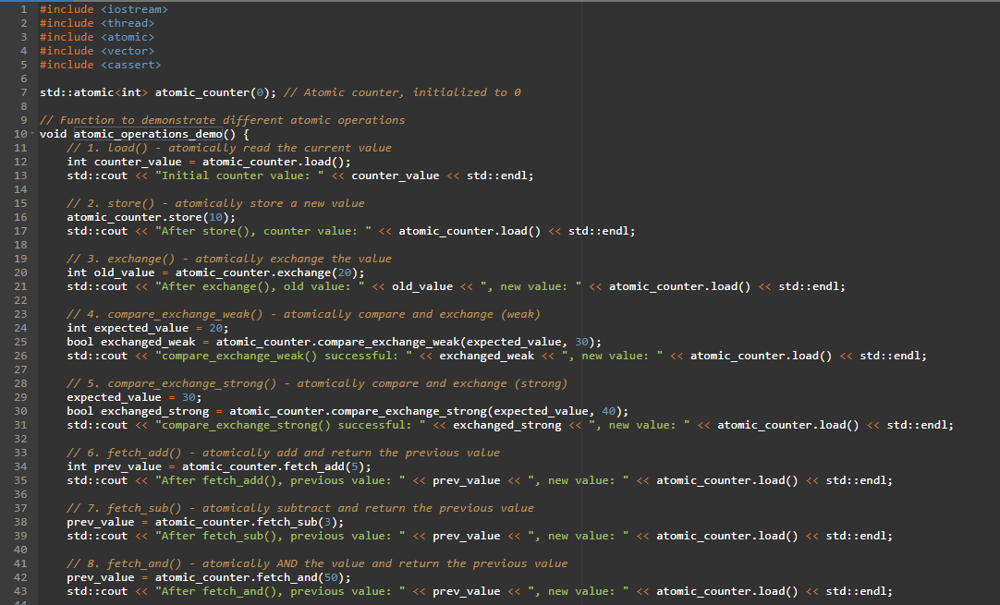 1 #include <iostream>
2 #include <thread>
3 #include <atomic>
4 #include <vector>
5 #include <cassert>
6
7 std::atomic<int> atomic_counter(0); // Atomic counter, initialized to 0
8
9 // Function to demonstrate different atomic operations
10 void atomic_operations_demo() {
11     // 1. load() - atomically read the current value
12     int counter_value = atomic_counter.load();
13     std::cout << "Initial counter value: " << counter_value << std::endl;
14
15     // 2. store() - atomically store a new value
16     atomic_counter.store(10);
17     std::cout << "After store(), counter value: " << atomic_counter.load() << std::endl;
18
19     // 3. exchange() - atomically exchange the value
20     int old_value = atomic_counter.exchange(20);
21     std::cout << "After exchange(), old value: " << old_value << ", new value: " << atomic_counter.load() << std::endl;
22
23     // 4. compare_exchange_weak() - atomically compare and exchange (weak)
24     int expected_value = 20;
25     bool exchanged_weak = atomic_counter.compare_exchange_weak(expected_value, 30);
26     std::cout << "compare_exchange_weak() successful: " << exchanged_weak << ", new value: " << atomic_counter.load() << std::endl;
27
28     // 5. compare_exchange_strong() - atomically compare and exchange (strong)
29     expected_value = 30;
30     bool exchanged_strong = atomic_counter.compare_exchange_strong(expected_value, 40);
31     std::cout << "compare_exchange_strong() successful: " << exchanged_strong << ", new value: " << atomic_counter.load() << std::endl;
32
33     // 6. fetch_add() - atomically add and return the previous value
34     int prev_value = atomic_counter.fetch_add(5);
35     std::cout << "After fetch_add(), previous value: " << prev_value << ", new value: " << atomic_counter.load() << std::endl;
36
37     // 7. fetch_sub() - atomically subtract and return the previous value
38     prev_value = atomic_counter.fetch_sub(3);
39     std::cout << "After fetch_sub(), previous value: " << prev_value << ", new value: " << atomic_counter.load() << std::endl;
40
41     // 8. fetch_and() - atomically AND the value and return the previous value
42     prev_value = atomic_counter.fetch_and(50);
43     std::cout << "After fetch_and(), previous value: " << prev_value << ", new value: " << atomic_counter.load() << std::endl;